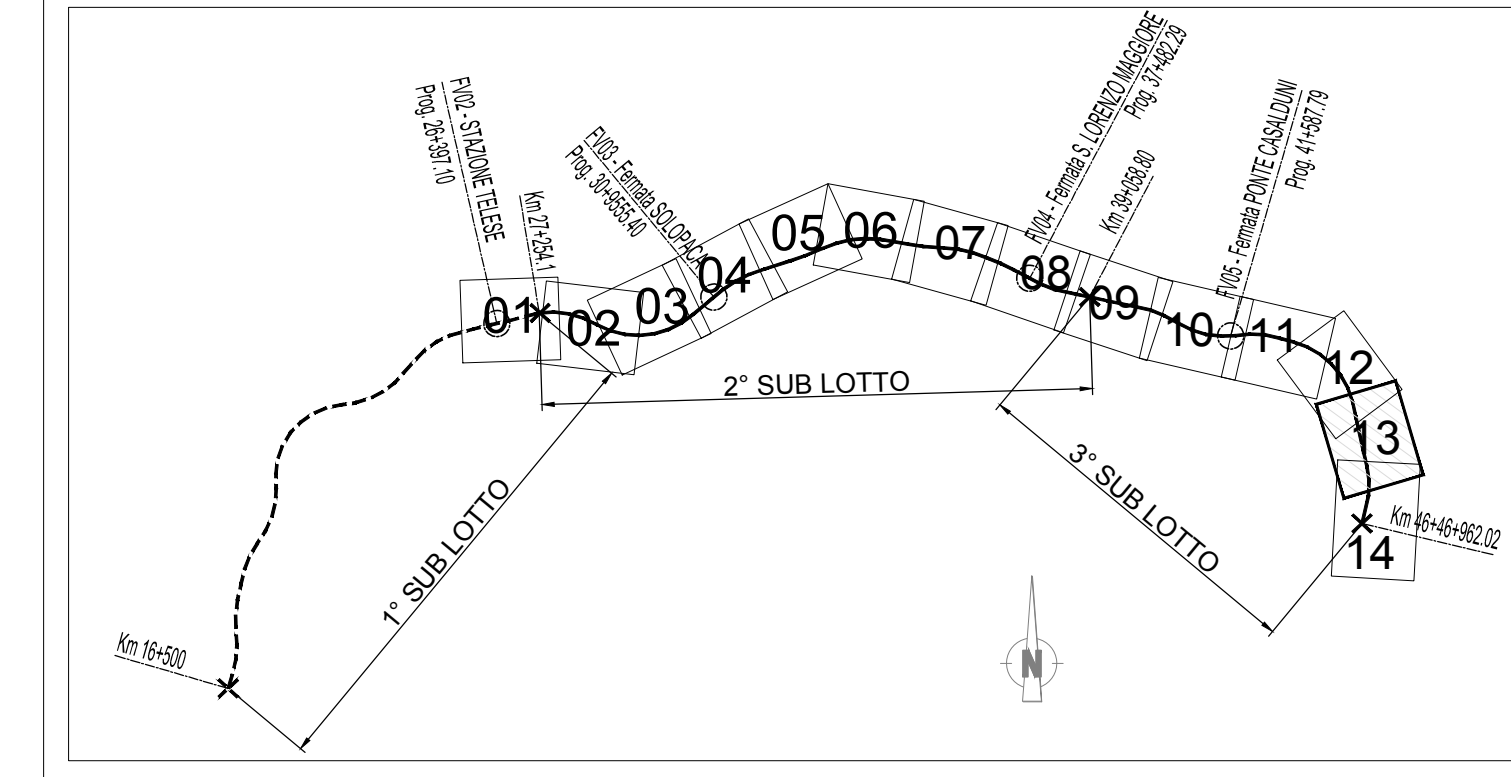 FV02 - STAZIONE TELESE
Prog. 26+397.10
Km 27+254.1
FV03 - Fermata SOLOPACA
Prog. 30+9555.40
FV04 - Fermata S. LORENZO MAGGIORE
Prog. 37+482.29
Km 39+058.80
FV05 - Fermata PONTE CASALDUNI
Prog. 41+587.79
01
02
03
04
05
06
07
08
09
10
11
12
13
14
Km 46+46+962.02
1° SUB LOTTO
2° SUB LOTTO
3° SUB LOTTO
Km 16+500
N